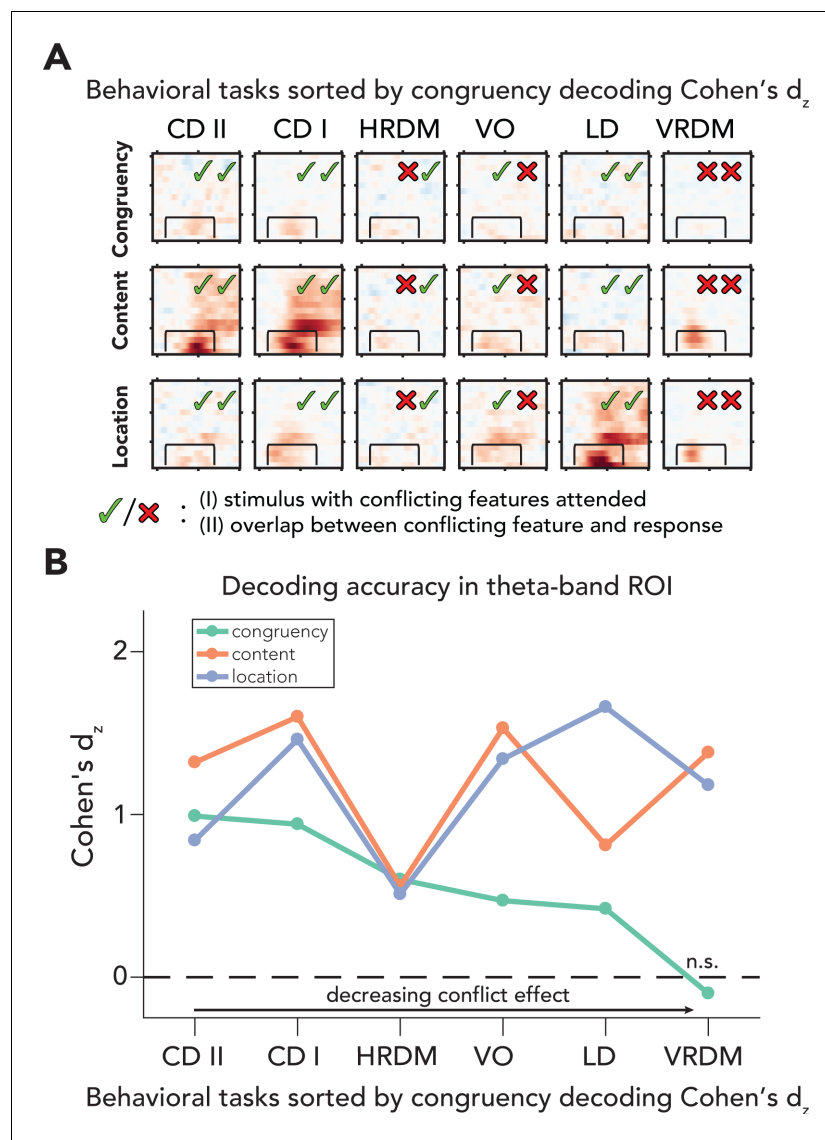 A
Behavioral tasks sorted by congruency decoding Cohen's dz
CD II CD I HRDM VO LD VRDM
Congruency
Content
Location
✓/✗ : (I) stimulus with conflicting features attended
(II) overlap between conflicting feature and response
B
Decoding accuracy in theta-band ROI
congruency
content
location
Cohen's dz
2
1
0
n.s.
decreasing conflict effect
CD II CD I HRDM VO LD VRDM
Behavioral tasks sorted by congruency decoding Cohen's dz